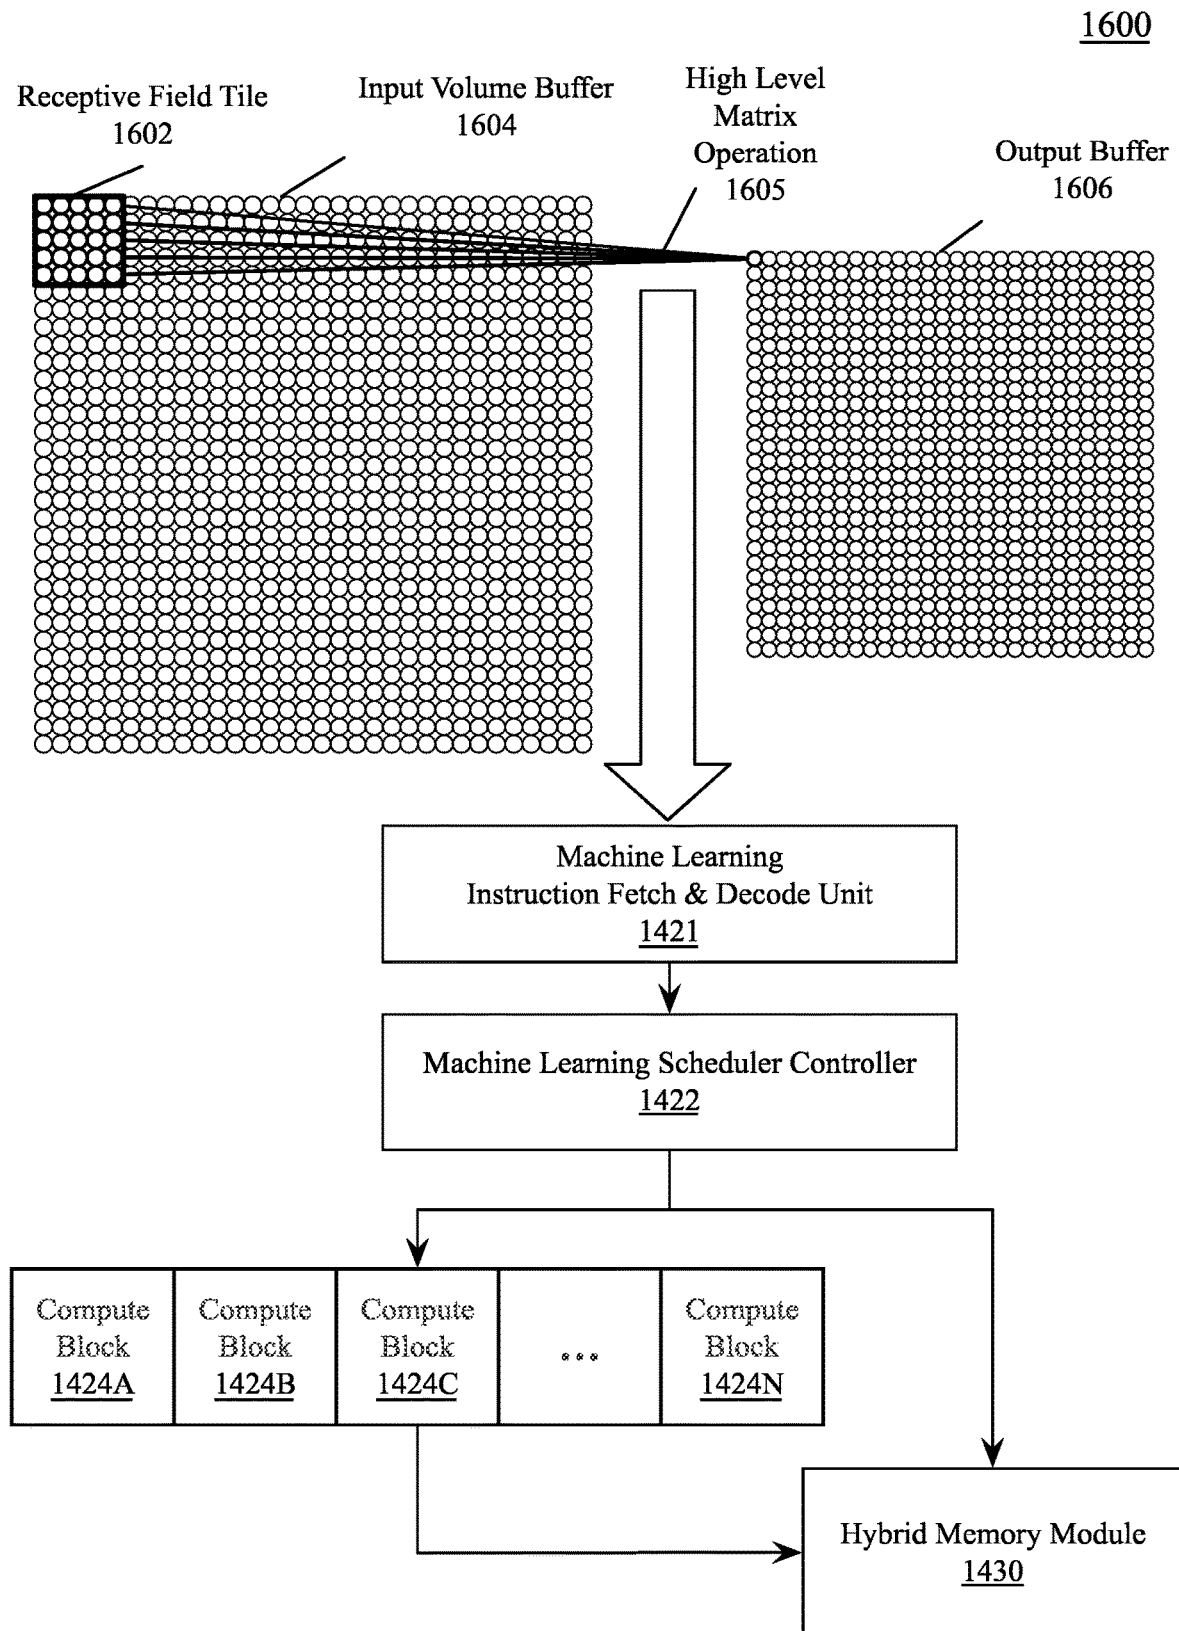 1600
Receptive Field Tile
1602
Input Volume Buffer
1604
High Level
Matrix
Operation
1605
Output Buffer
1606
Machine Learning
Instruction Fetch & Decode Unit
1421
Machine Learning Scheduler Controller
1422
Compute
Block
1424A
Compute
Block
1424B
Compute
Block
1424C
...
Compute
Block
1424N
Hybrid Memory Module
1430